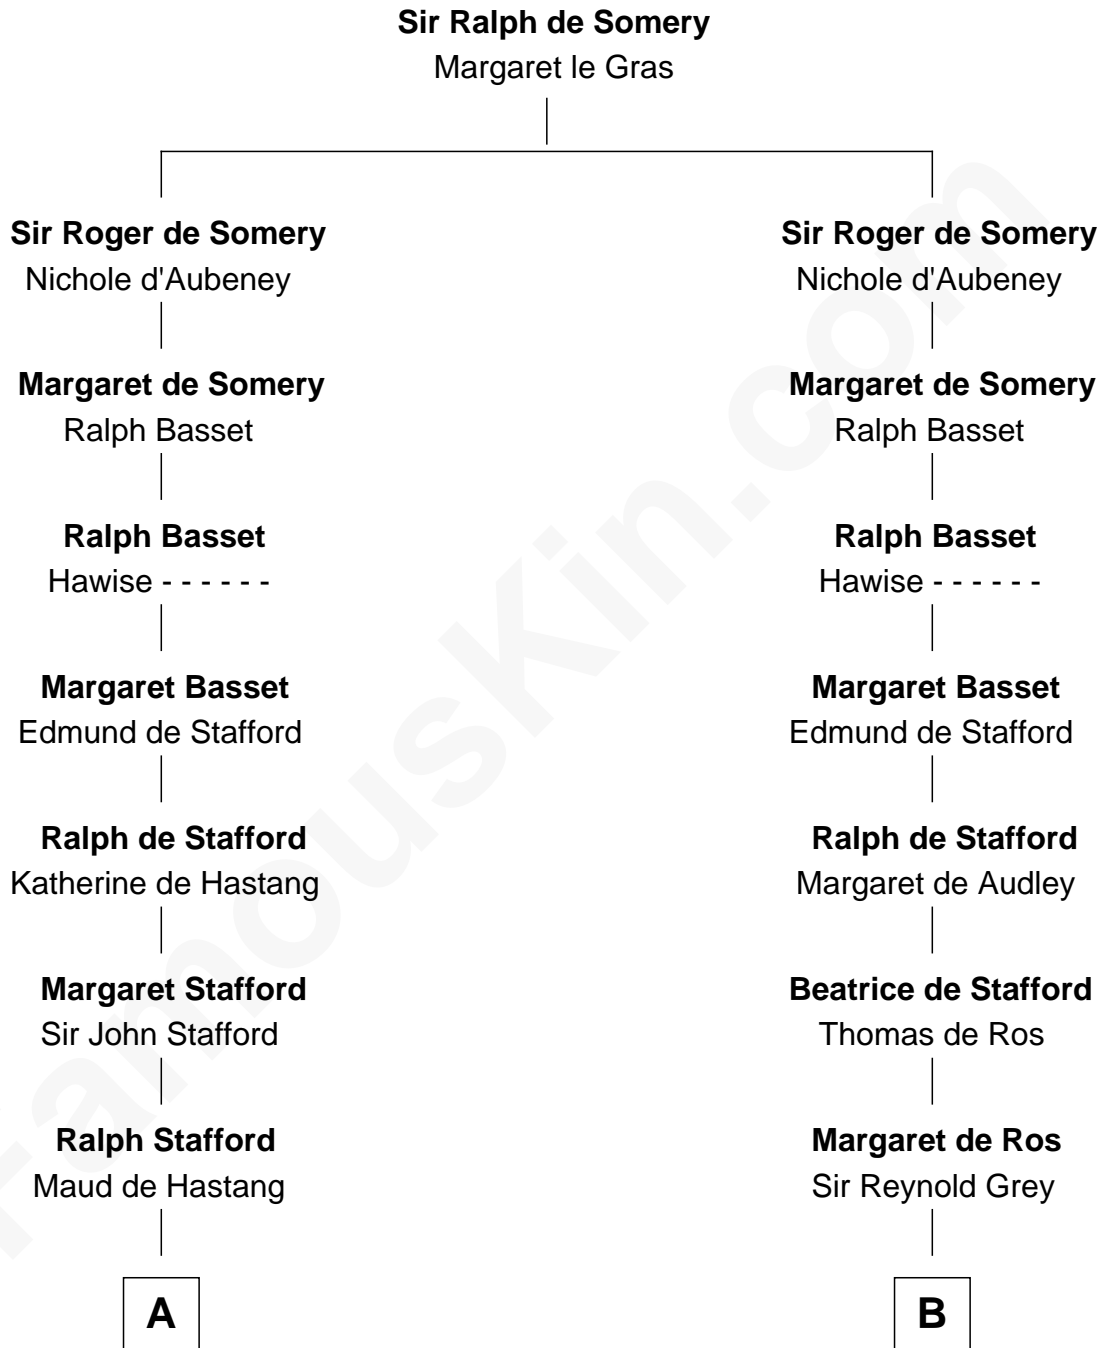 Sir Ralph de Somery
Margaret le Gras
Sir Roger de Somery
Nichole d'Aubeney
Sir Roger de Somery
Nichole d'Aubeney
Margaret de Somery
Ralph Basset
Margaret de Somery
Ralph Basset
Ralph Basset
Hawise - - - - - -
Ralph Basset
Hawise - - - - - -
Margaret Basset
Edmund de Stafford
Margaret Basset
Edmund de Stafford
Ralph de Stafford
Katherine de Hastang
Ralph de Stafford
Margaret de Audley
Margaret Stafford
Sir John Stafford
Beatrice de Stafford
Thomas de Ros
Ralph Stafford
Maud de Hastang
Margaret de Ros
Sir Reynold Grey
A
B
FamousKin.com